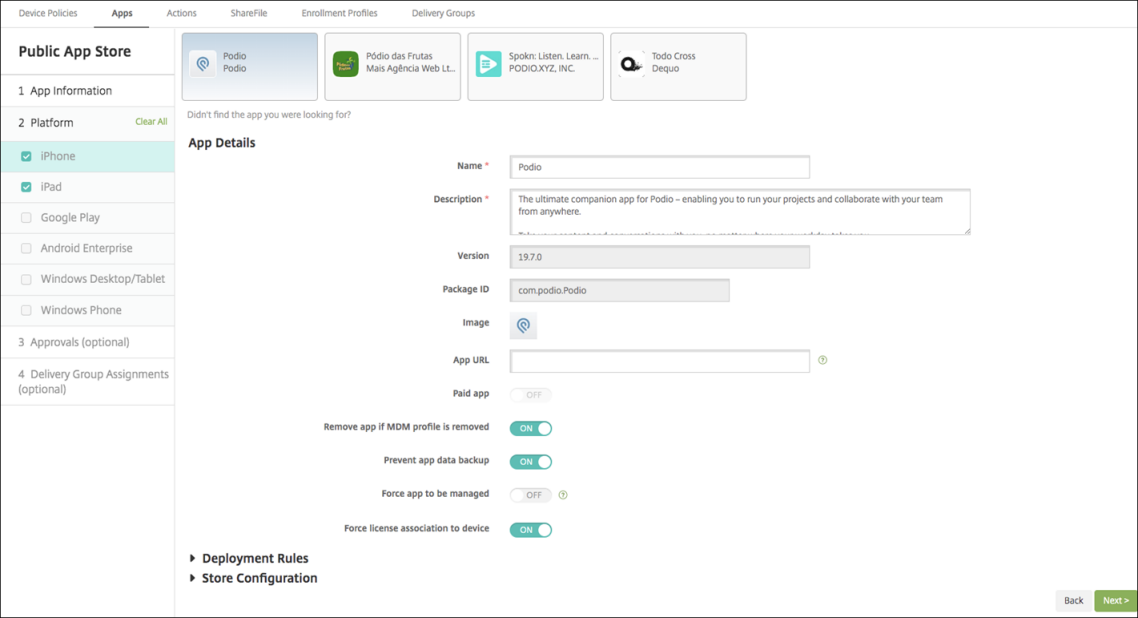 Device Policies
Apps
Actions
ShareFile
Enrollment Profiles
Delivery Groups
Public App Store
1 App Information
2 Platform
Clear All
iPhone
iPad
Google Play
Android Enterprise
Windows Desktop/Tablet
Windows Phone
3 Approvals (optional)
4 Delivery Group Assignments
(optional)
Podio
Podio
Pódio das Frutas
Mais Agência Web Lt...
Spokn: Listen. Learn. ...
PODIO.XYZ, INC.
Todo Cross
Dequo
Didn't find the app you were looking for?
App Details
Name *
Podio
Description *
The ultimate companion app for Podio – enabling you to run your projects and collaborate with your team
from anywhere.
Version
19.7.0
Package ID
com.podio.Podio
Image
App URL
Paid app
OFF
Remove app if MDM profile is removed
ON
Prevent app data backup
ON
Force app to be managed
OFF
Force license association to device
ON
Deployment Rules
Store Configuration
Back
Next >